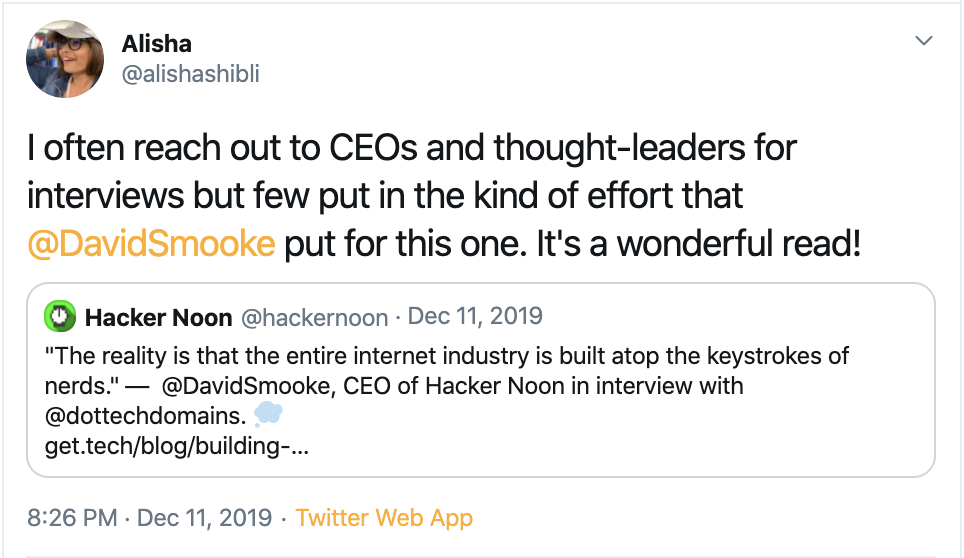 Alisha
@alishashibli
I often reach out to CEOs and thought-leaders for
interviews but few put in the kind of effort that
@DavidSmooke put for this one. It's a wonderful read!
Hacker Noon @hackernoon · Dec 11, 2019
"The reality is that the entire internet industry is built atop the keystrokes of
nerds." — @DavidSmooke, CEO of Hacker Noon in interview with
@dottechdomains. 💭
get.tech/blog/building-...
8:26 PM · Dec 11, 2019 · Twitter Web App